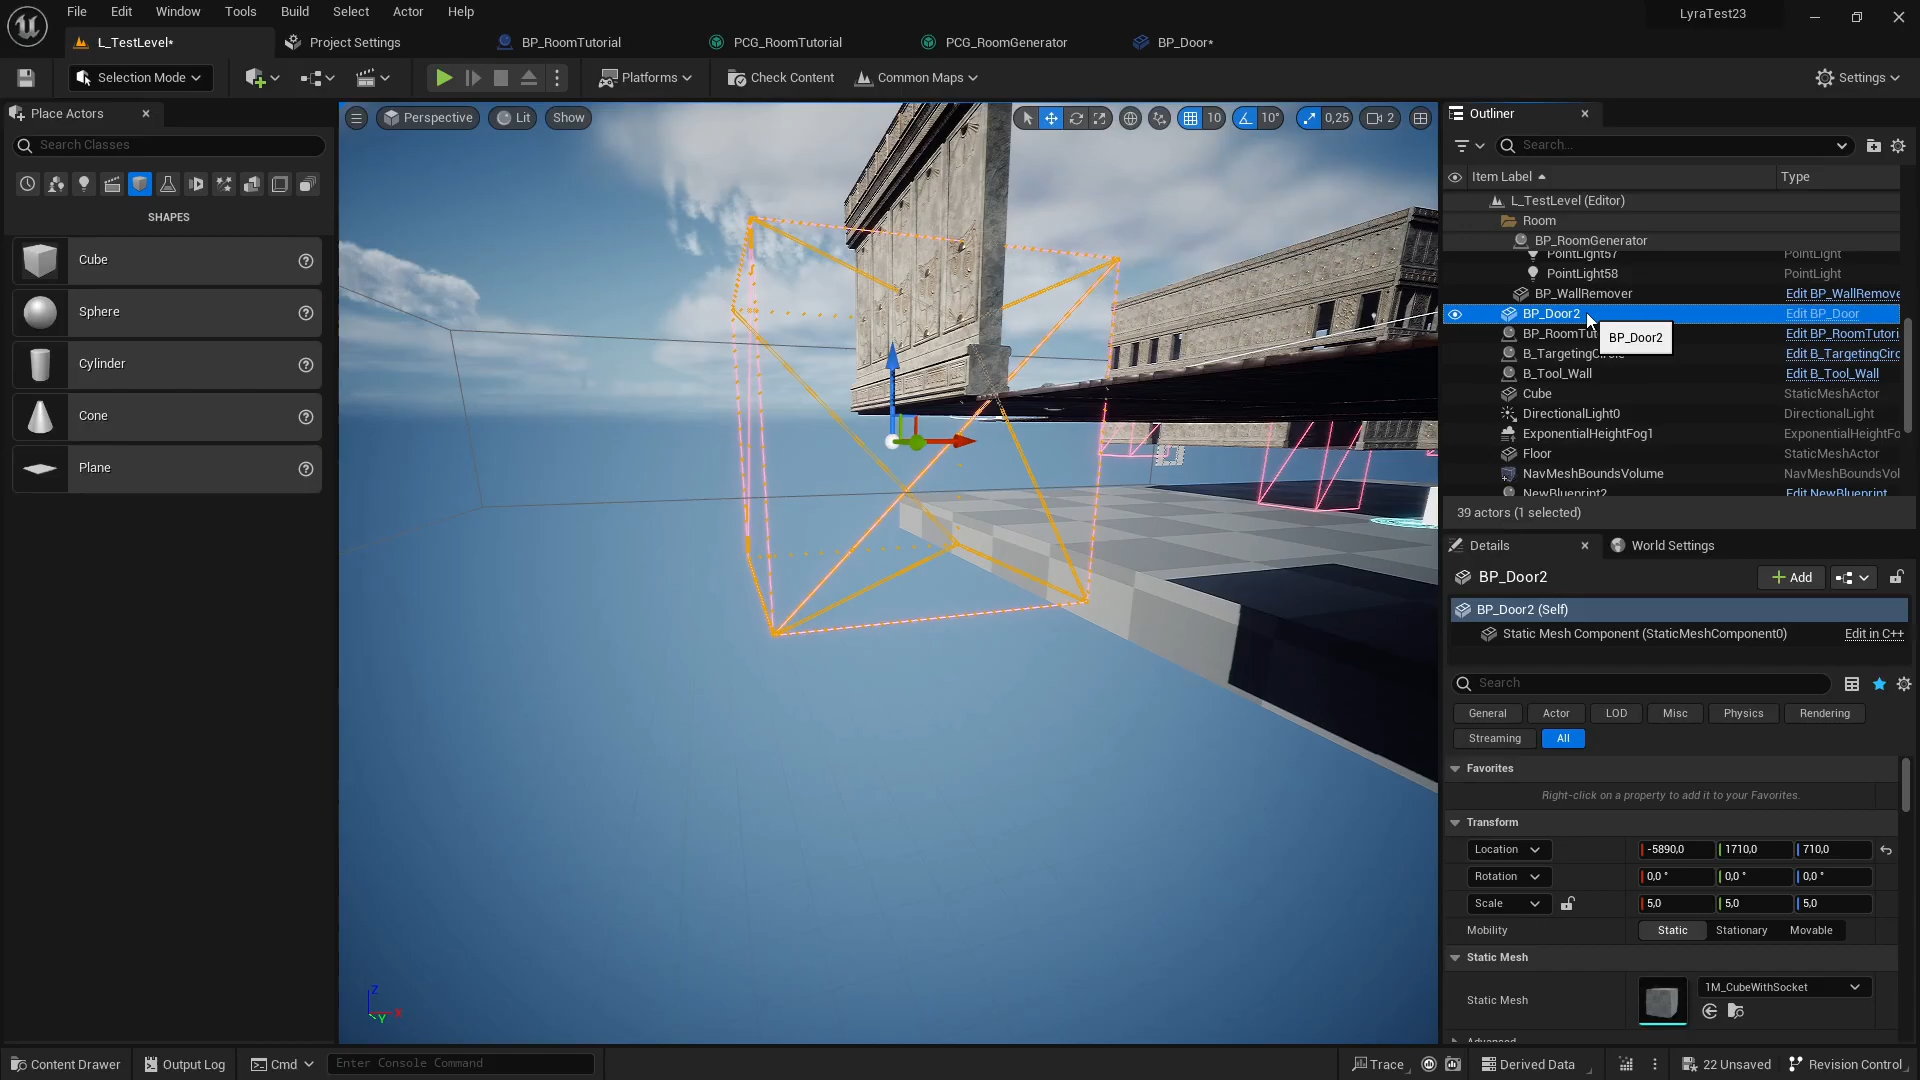 File Edit Window Tools Build Select Actor Help LyraTest23
L_TestLevel* Project Settings BP_RoomTutorial PCG_RoomTutorial PCG_RoomGenerator BP_Door*
Selection Mode Platforms Check Content Common Maps Settings
Place Actors
Search Classes
SHAPES
Cube
Sphere
Cylinder
Cone
Plane
Perspective Lit Show 10 10° 0,25 2
Outliner
Search...
Item Label Type
L_TestLevel (Editor)
Room
BP_RoomGenerator
PointLight57 PointLight
PointLight58 PointLight
BP_WallRemover Edit BP_WallRemove
BP_Door2 Edit BP_Door
BP_RoomTut Edit BP_RoomTutori
BP_Door2
B_TargetingCircle Edit B_TargetingCirc
B_Tool_Wall Edit B_Tool_Wall
Cube StaticMeshActor
DirectionalLight0 DirectionalLight
ExponentialHeightFog1 ExponentialHeightFo
Floor StaticMeshActor
NavMeshBoundsVolume NavMeshBoundsVol
NewBlueprint2 Edit NewBlueprint
39 actors (1 selected)
Details World Settings
BP_Door2 Add
BP_Door2 (Self)
Static Mesh Component (StaticMeshComponent0) Edit in C++
Search
General Actor LOD Misc Physics Rendering
Streaming All
Favorites
Right-click on a property to add it to your Favorites.
Transform
Location -5890,0 1710,0 710,0
Rotation 0,0 ° 0,0 ° 0,0 °
Scale 5,0 5,0 5,0
Mobility Static Stationary Movable
Static Mesh
Static Mesh 1M_CubeWithSocket
Advanced
Z
X
Y
Content Drawer Output Log Cmd Enter Console Command Trace Derived Data 22 Unsaved Revision Control